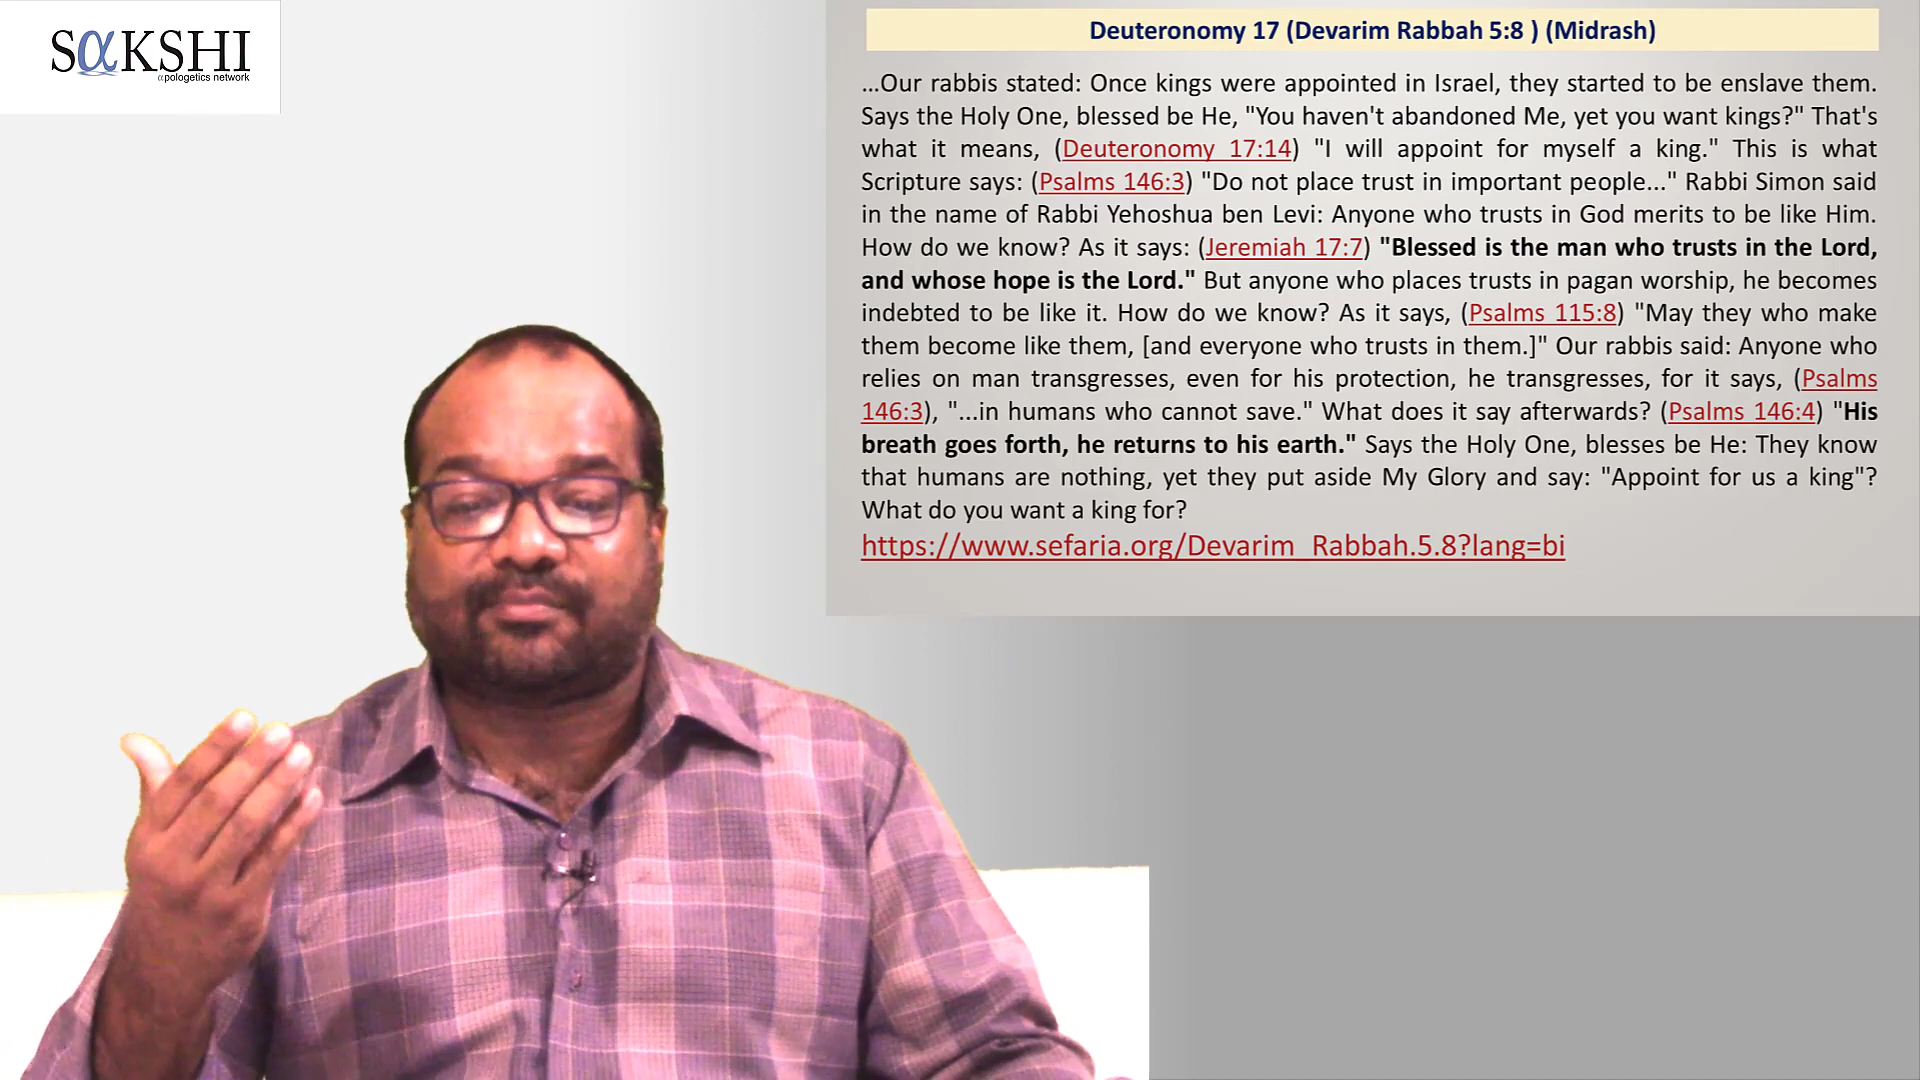 SαKSHI
αpologetics network
Deuteronomy 17 (Devarim Rabbah 5:8 ) (Midrash)
...Our rabbis stated: Once kings were appointed in Israel, they started to be enslave them.
Says the Holy One, blessed be He, "You haven't abandoned Me, yet you want kings?" That's
what it means, (Deuteronomy 17:14) "I will appoint for myself a king." This is what
Scripture says: (Psalms 146:3) "Do not place trust in important people..." Rabbi Simon said
in the name of Rabbi Yehoshua ben Levi: Anyone who trusts in God merits to be like Him.
How do we know? As it says: (Jeremiah 17:7) "Blessed is the man who trusts in the Lord,
and whose hope is the Lord." But anyone who places trusts in pagan worship, he becomes
indebted to be like it. How do we know? As it says, (Psalms 115:8) "May they who make
them become like them, [and everyone who trusts in them.]" Our rabbis said: Anyone who
relies on man transgresses, even for his protection, he transgresses, for it says, (Psalms
146:3), "...in humans who cannot save." What does it say afterwards? (Psalms 146:4) "His
breath goes forth, he returns to his earth." Says the Holy One, blesses be He: They know
that humans are nothing, yet they put aside My Glory and say: "Appoint for us a king"?
What do you want a king for?
https://www.sefaria.org/Devarim_Rabbah.5.8?lang=bi